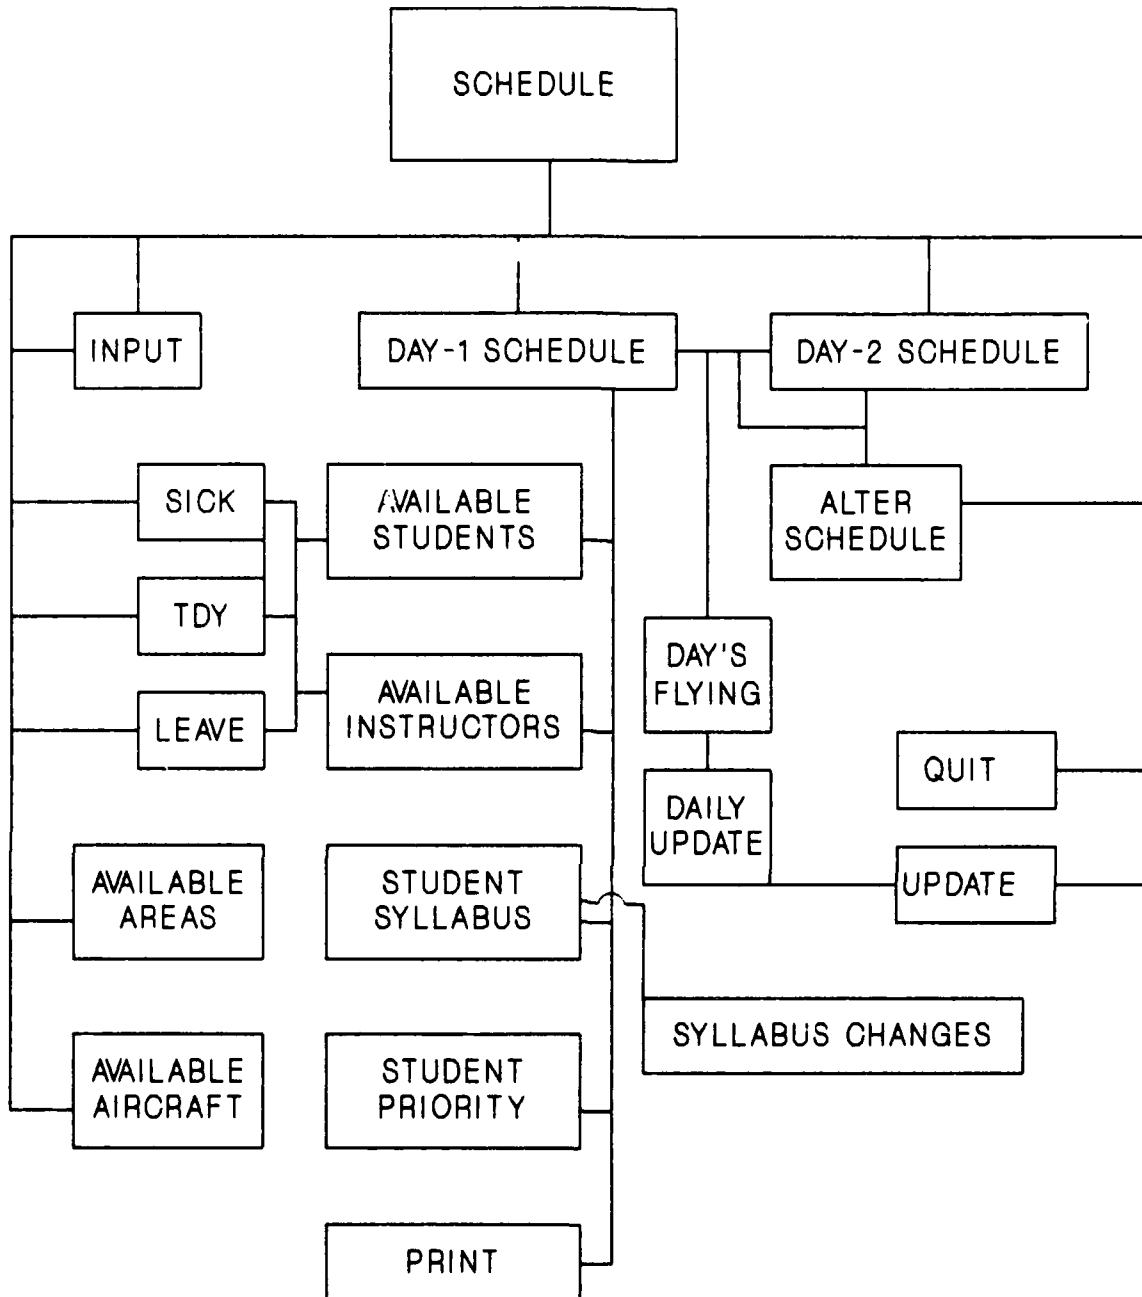 SCHEDULE
INPUT
DAY-1 SCHEDULE
DAY-2 SCHEDULE
SICK
AVAILABLE
STUDENTS
ALTER
SCHEDULE
TDY
DAY'S
FLYING
AVAILABLE
INSTRUCTORS
LEAVE
QUIT
DAILY
UPDATE
AVAILABLE
AREAS
STUDENT
SYLLABUS
UPDATE
SYLLABUS CHANGES
AVAILABLE
AIRCRAFT
STUDENT
PRIORITY
PRINT